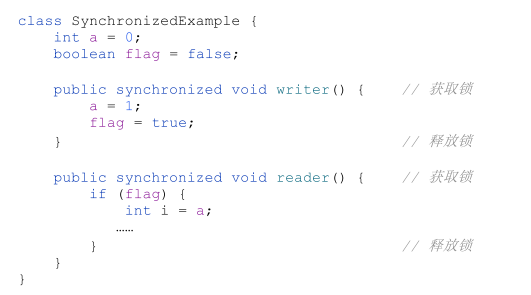 class SynchronizedExample {
    int a = 0;
    boolean flag = false;

    public synchronized void writer() {    // 获取锁
        a = 1;
        flag = true;
    }                                      // 释放锁

    public synchronized void reader() {    // 获取锁
        if (flag) {
            int i = a;
           ……
        }                                  // 释放锁
    }
}